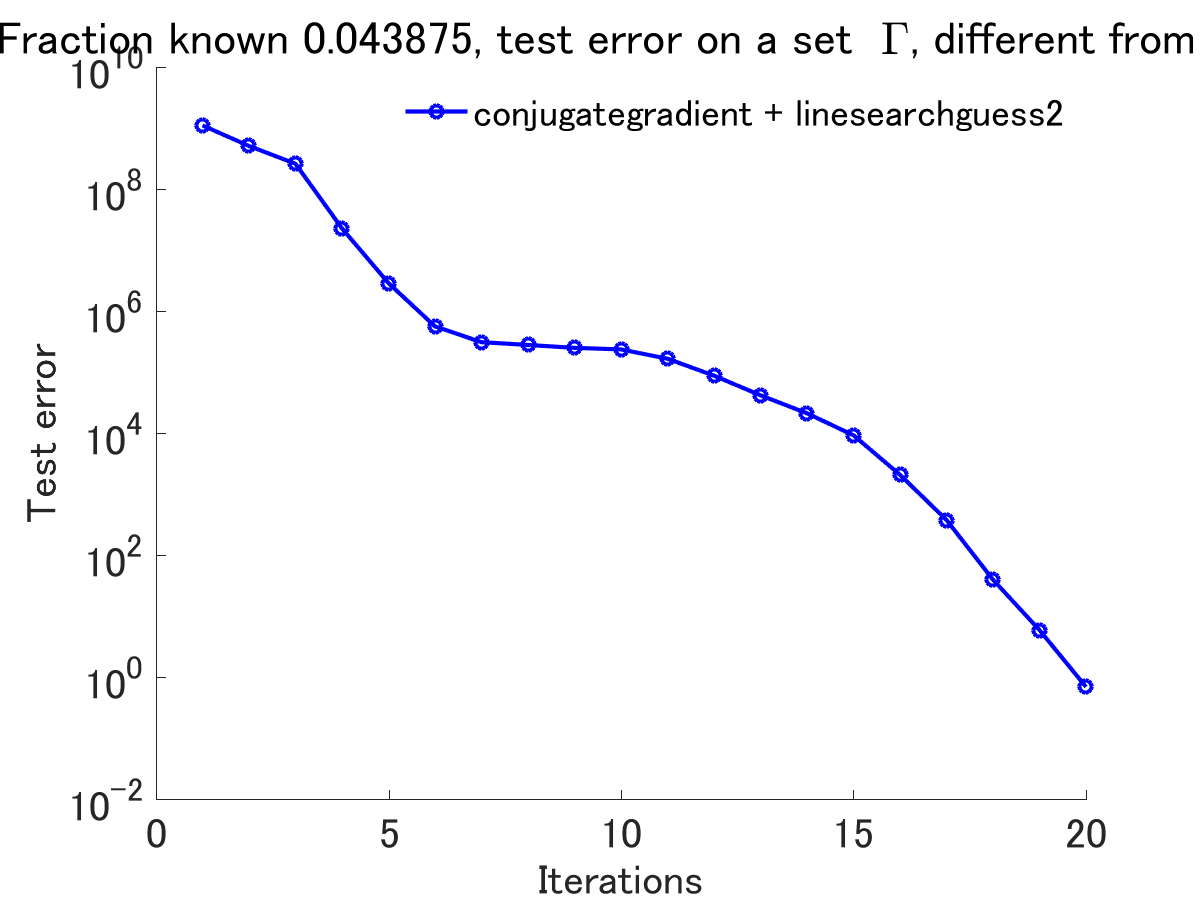 Fraction known 0.043875, test error on a set Γ, different from
conjugategradient + linesearchguess2
10^10
10^8
10^6
10^4
10^2
10^0
10^-2
Test error
0 5 10 15 20
Iterations